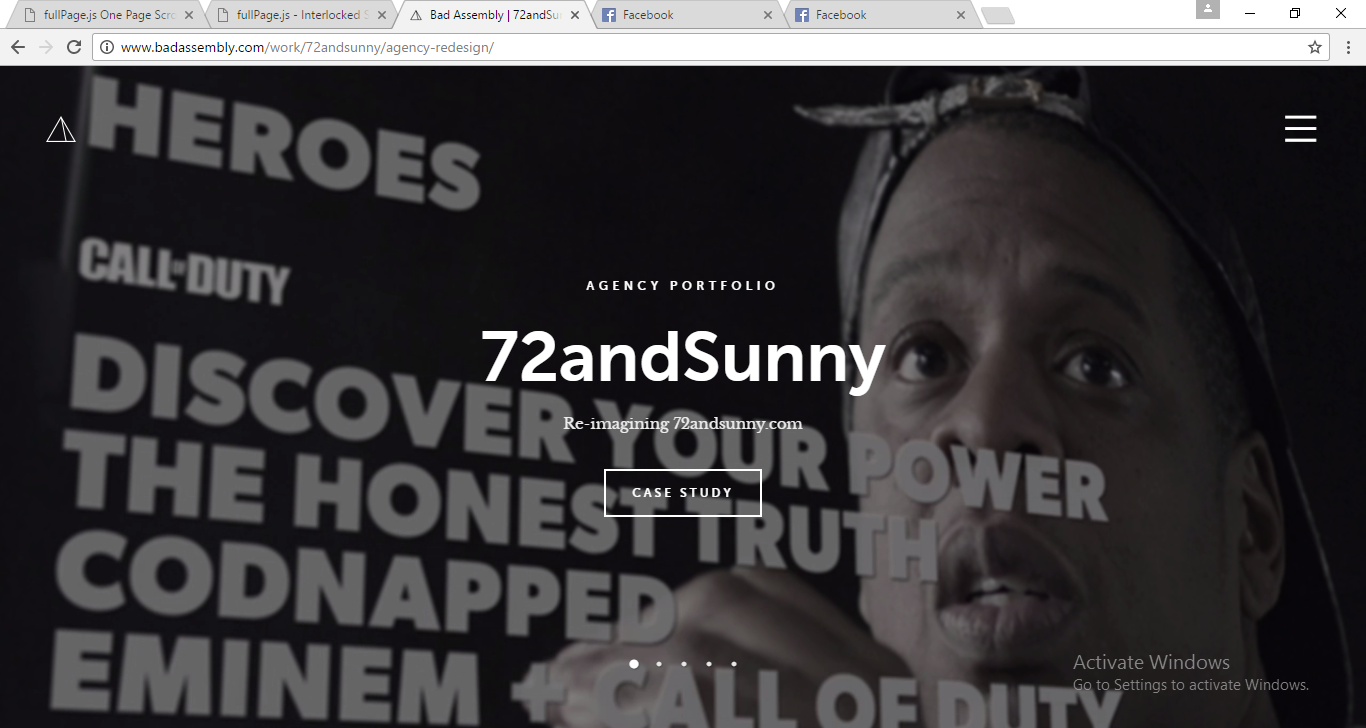 fullPage.js One Page Scro
fullPage.js - Interlocked S
Bad Assembly | 72andSun
Facebook
Facebook
www.badassembly.com/work/72andsunny/agency-redesign/
HEROES
CALL OF DUTY
AGENCY PORTFOLIO
72andSunny
Re-imagining 72andsunny.com
CASE STUDY
DISCOVER YOUR POWER
THE HONEST TRUTH
CODNAPPED
EMINEM + CALL OF DUTY
Activate Windows
Go to Settings to activate Windows.